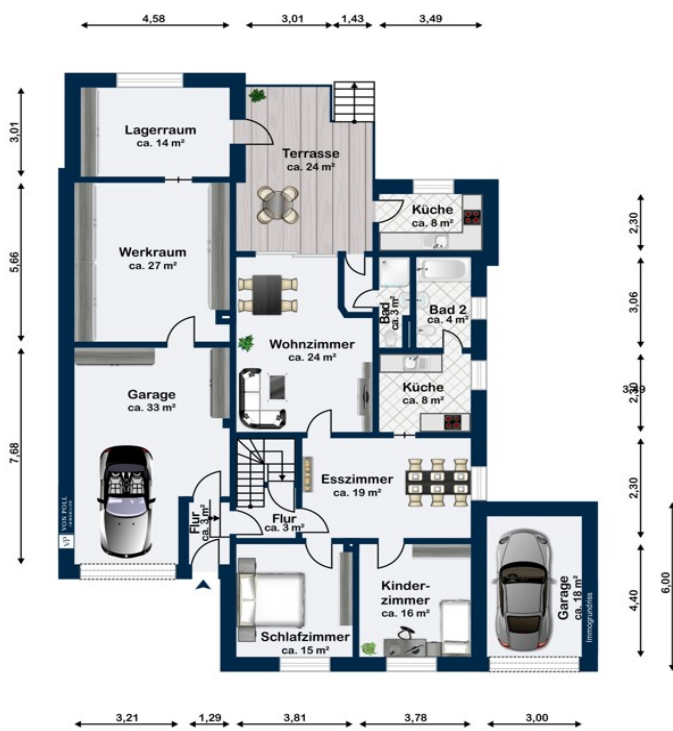 4,58
3,01
1,43
3,49
3,01
5,66
7,68
Lagerraum
ca. 14 m²
Terrasse
ca. 24 m²
Küche
ca. 8 m²
Werkraum
ca. 27 m²
Bad
ca. 3 m²
Bad 2
ca. 4 m²
Wohnzimmer
ca. 24 m²
Küche
ca. 8 m²
Garage
ca. 33 m²
Esszimmer
ca. 19 m²
Flur
ca. 3 m²
Flur
ca. 3 m²
VP
VON POLL
IMMOBILIEN
Kinder-
zimmer
ca. 16 m²
Schlafzimmer
ca. 15 m²
Garage
ca. 18 m²
Immogrundriss
2,30
3,06
2,30
2,30
4,40
6,00
3,21
1,29
3,81
3,78
3,00